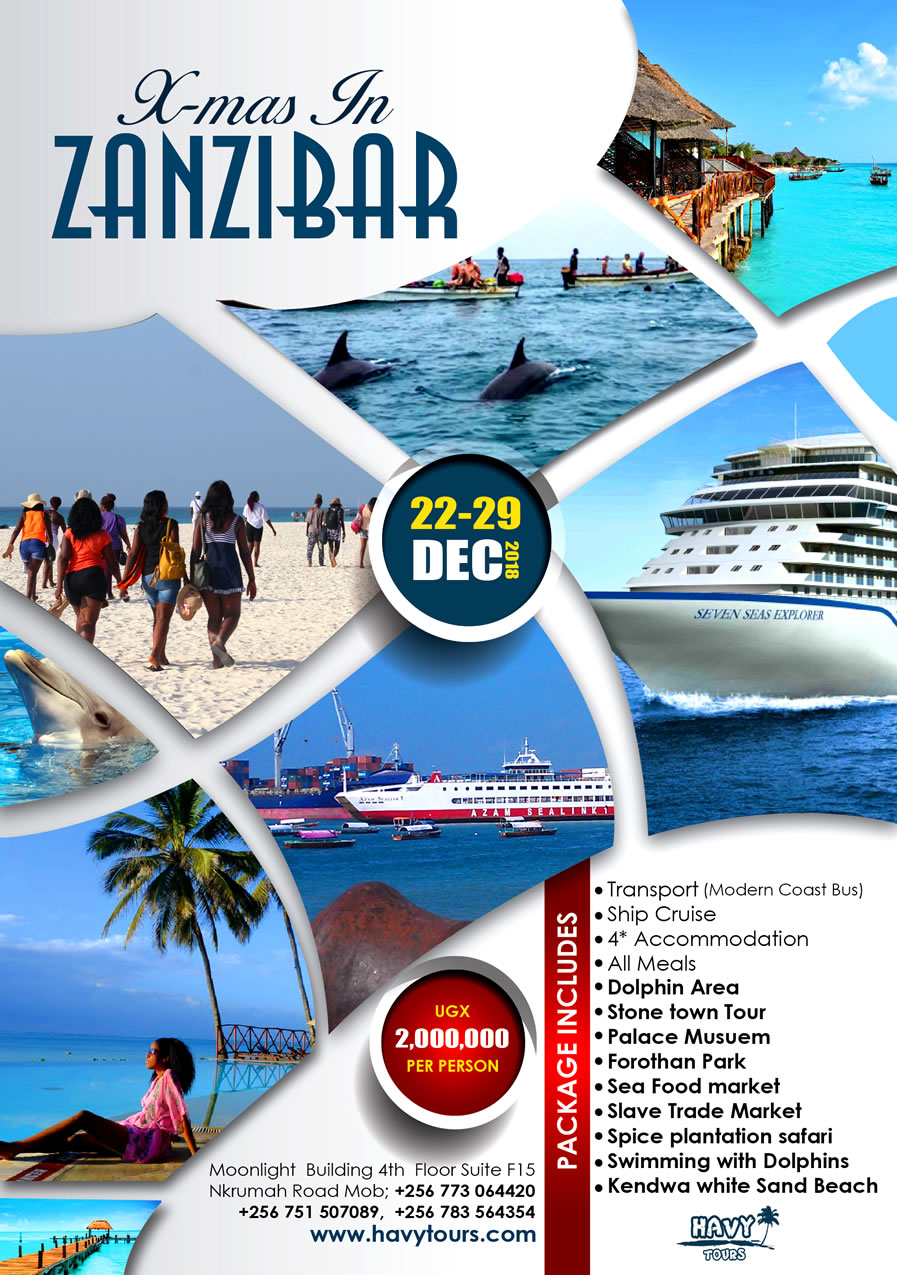 X-mas In
ZANZIBAR
22-29
DEC 2018
SEVEN SEAS EXPLORER
AZAM SEALINK 1
AZAM SEALINK 1
UGX
2,000,000
PER PERSON
PACKAGE INCLUDES
• Transport (Modern Coast Bus)
• Ship Cruise
• 4* Accommodation
• All Meals
• Dolphin Area
• Stone town Tour
• Palace Musuem
• Forothan Park
• Sea Food market
• Slave Trade Market
• Spice plantation safari
• Swimming with Dolphins
• Kendwa white Sand Beach
Moonlight Building 4th Floor Suite F15
Nkrumah Road Mob; +256 773 064420
+256 751 507089, +256 783 564354
www.havytours.com
HAVY
TOURS